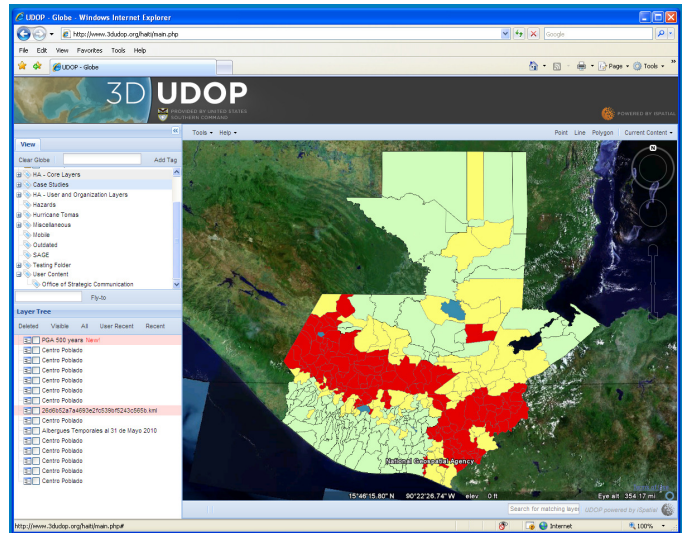 UDOP - Globe - Windows Internet Explorer
http://www.3dudop.org/haiti/main.php
Google
File Edit View Favorites Tools Help
UDOP - Globe
Page Tools
3D UDOP
PROVIDED BY UNITED STATES
SOUTHERN COMMAND
POWERED BY ISPATIAL
View
Tools Help
Point Line Polygon Current Content
Clear Globe Add Tag
HA - Core Layers
Case Studies
HA - User and Organization Layers
Hazards
Hurricane Tomas
Miscellaneous
Mobile
Outdated
SAGE
Testing Folder
User Content
Office of Strategic Communication
Fly-to
Layer Tree
Deleted Visible All User Recent Recent
PGA 500 years New!
Centro Poblado
Centro Poblado
Centro Poblado
Centro Poblado
Centro Poblado
Centro Poblado
26d6b52a7a4693e2fc539bf5243c565b.kml
Centro Poblado
Albergues Temporales al 31 de Mayo 2010
Centro Poblado
Centro Poblado
Centro Poblado
Centro Poblado
Centro Poblado
N
National Geospatial Agency
15°46'15.80" N 90°22'26.74" W elev 0 ft
Eye alt 354.17 mi
Search for matching layer
UDOP powered by iSpatial
http://www.3dudop.org/haiti/main.php#
Internet
100%